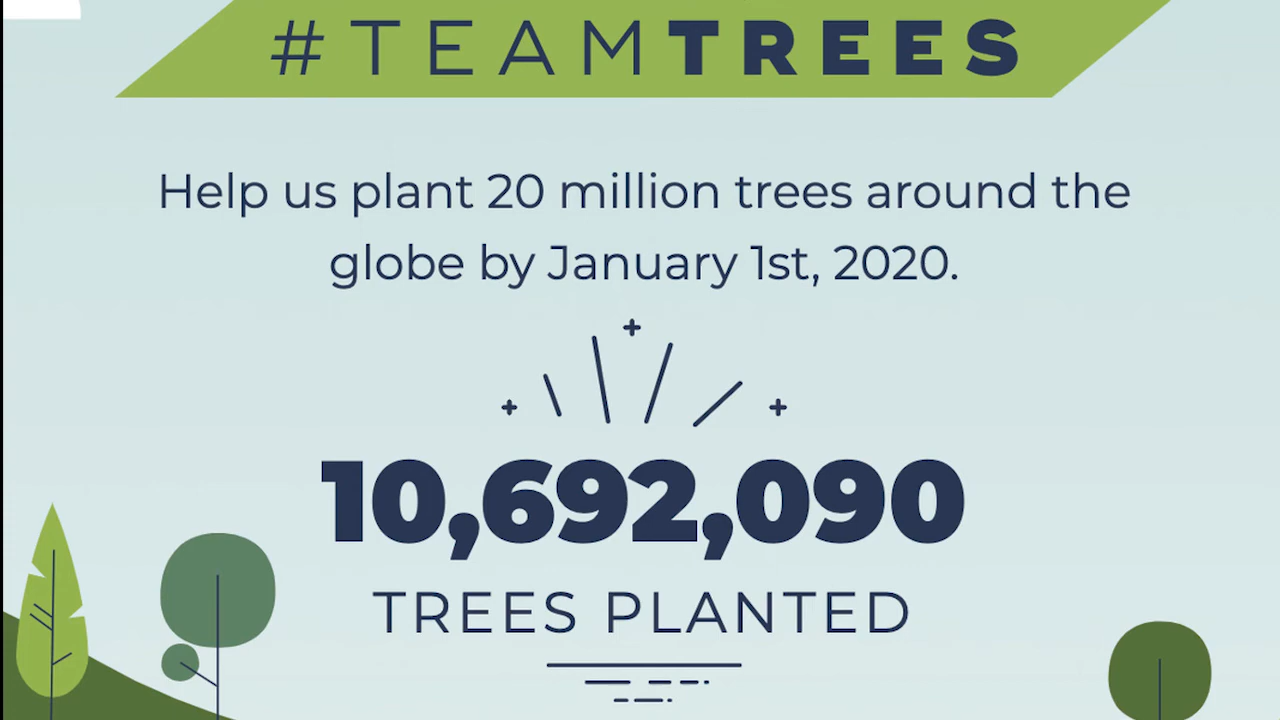 #TEAMTREES
Help us plant 20 million trees around the
globe by January 1st, 2020.
10,692,090
TREES PLANTED